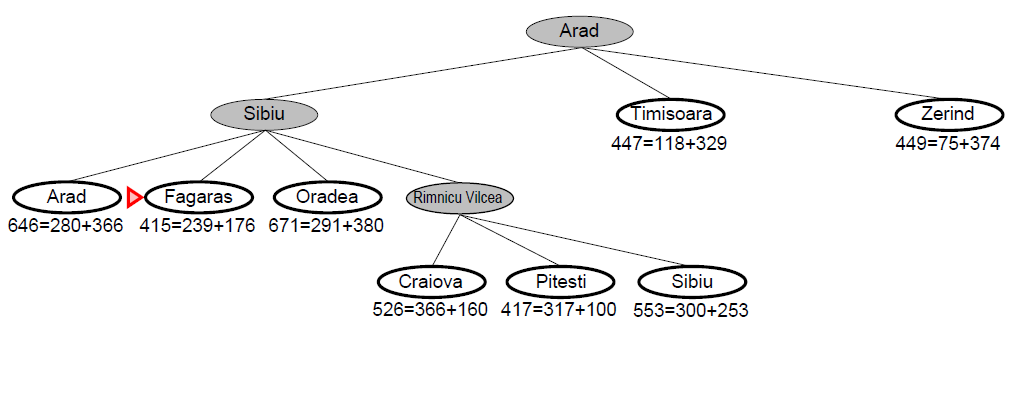 Arad
Sibiu
Timisoara
Zerind
447=118+329
449=75+374
Arad
Fagaras
Oradea
Rimnicu Vilcea
646=280+366
415=239+176
671=291+380
Craiova
Pitesti
Sibiu
526=366+160
417=317+100
553=300+253